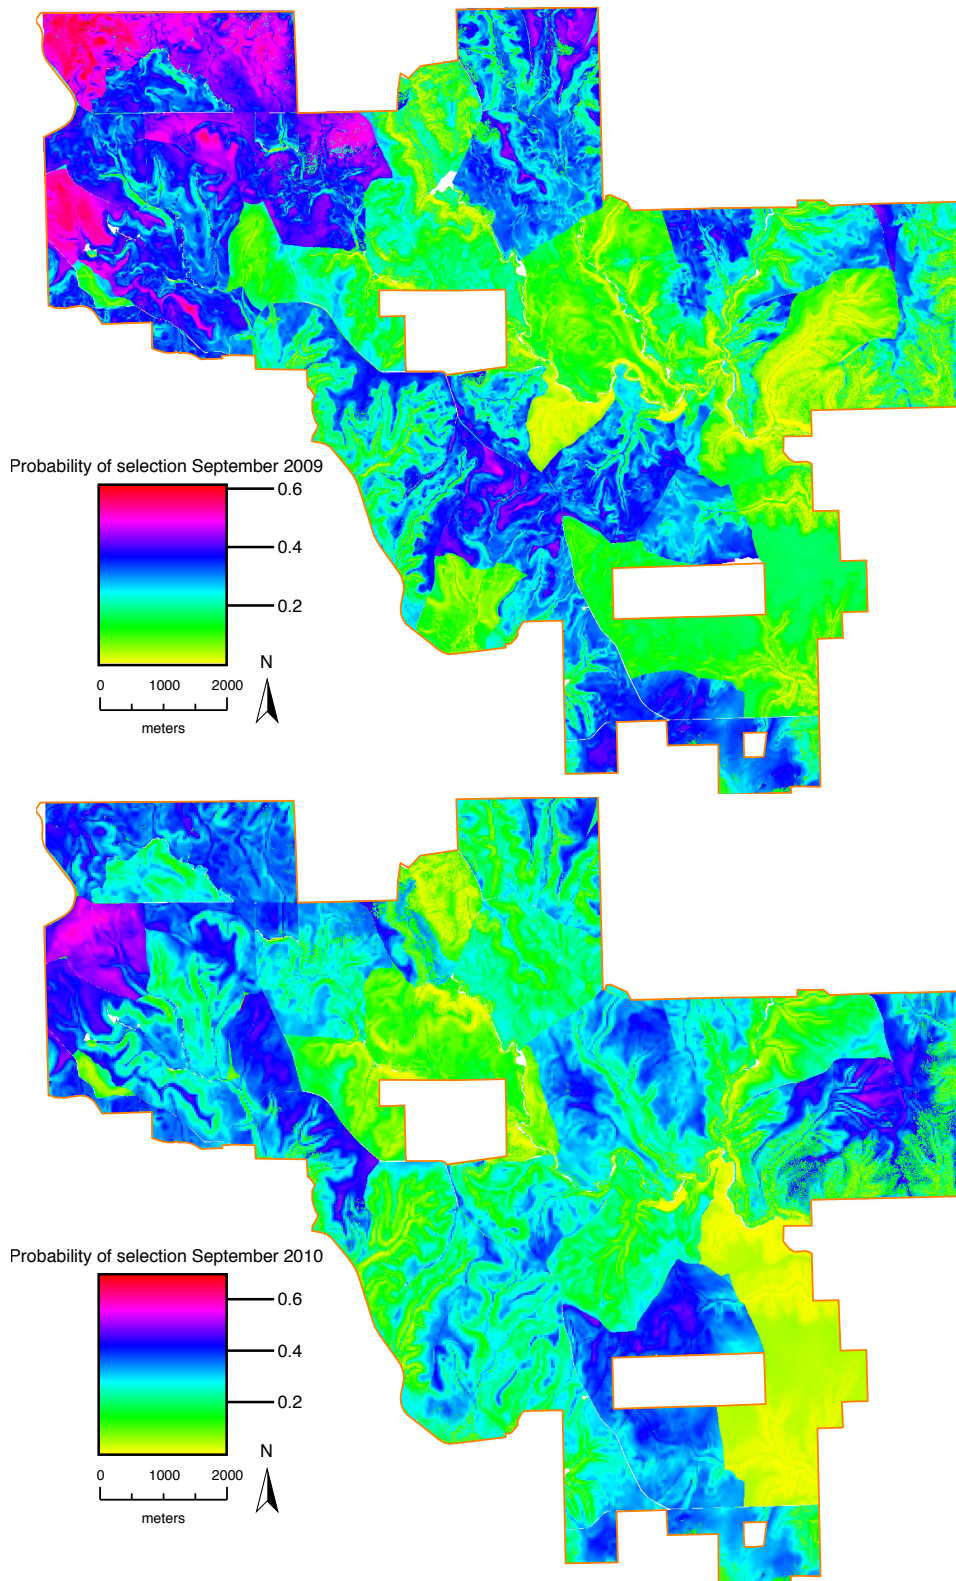 Probability of selection September 2009
0.6
0.4
0.2
N
0 1000 2000
meters
Probability of selection September 2010
0.6
0.4
0.2
N
0 1000 2000
meters